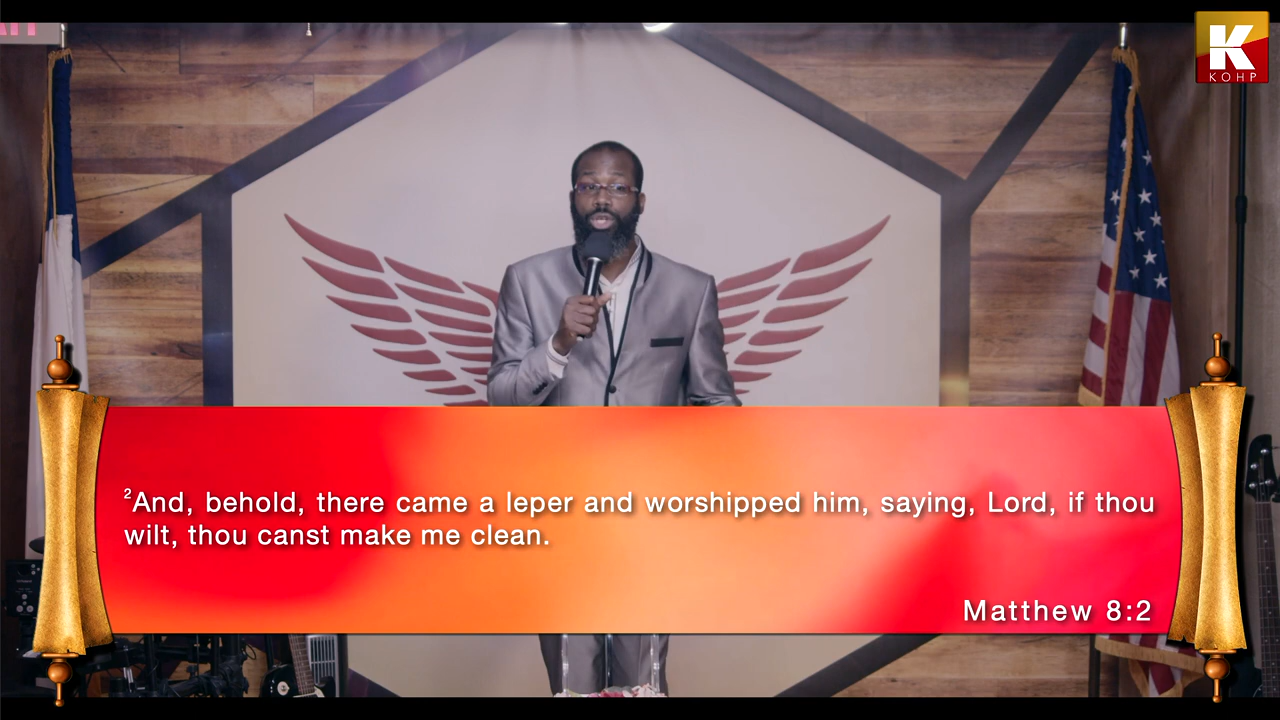 K
KOHP
²And, behold, there came a leper and worshipped him, saying, Lord, if thou
wilt, thou canst make me clean.
Matthew 8:2